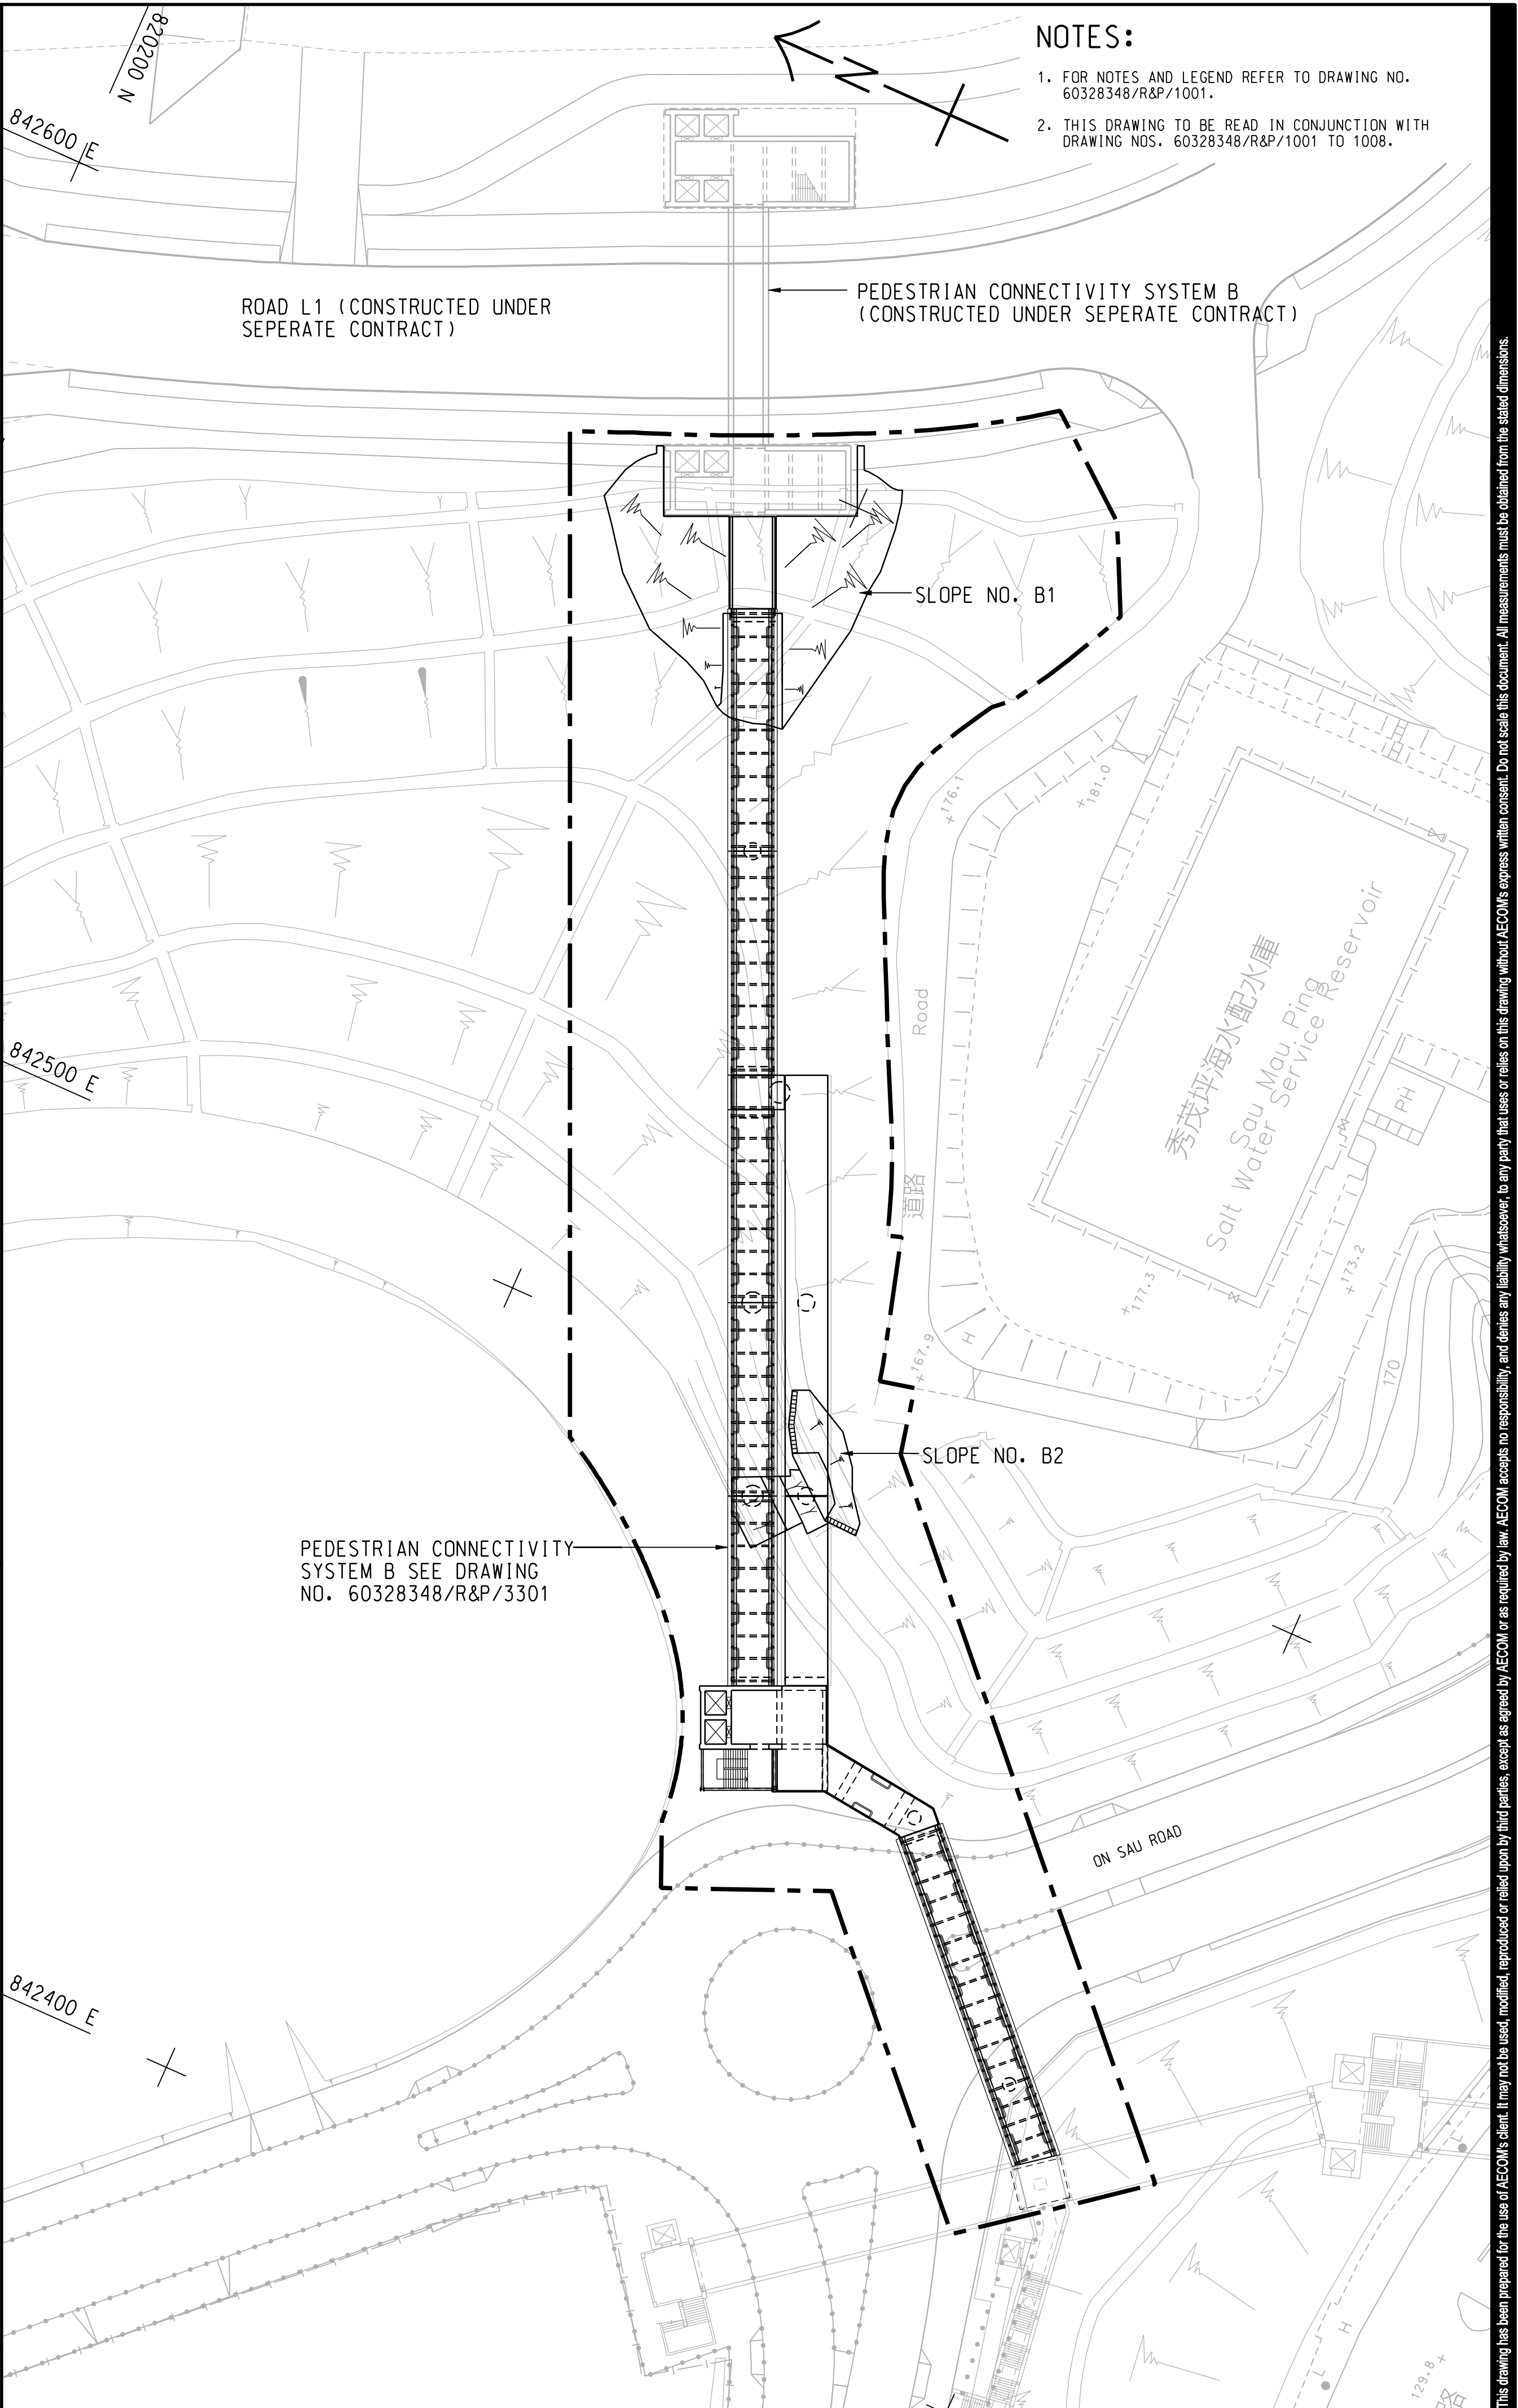 NOTES:
1. FOR NOTES AND LEGEND REFER TO DRAWING NO.
60328348/R&P/1001.
2. THIS DRAWING TO BE READ IN CONJUNCTION WITH
DRAWING NOS. 60328348/R&P/1001 TO 1008.
820200 N
842600 E
ROAD L1 (CONSTRUCTED UNDER
SEPERATE CONTRACT)
PEDESTRIAN CONNECTIVITY SYSTEM B
(CONSTRUCTED UNDER SEPERATE CONTRACT)
SLOPE NO. B1
+176.1
+181.0
秀茂坪海水配水庫
Sau Mau Ping
Salt Water Service Reservoir
Road
道路
PH
842500 E
+177.3
+173.2
+167.9
H
170
SLOPE NO. B2
PEDESTRIAN CONNECTIVITY
SYSTEM B SEE DRAWING
NO. 60328348/R&P/3301
ON SAU ROAD
842400 E
L
L
H
L
129.8+
路
This drawing has been prepared for the use of AECOM's client. It may not be used, modified, reproduced or relied upon by third parties, except as agreed by AECOM or as required by law. AECOM accepts no responsibility, and denies any liability whatsoever, to any party that uses or relies on this drawing without AECOM's express written consent. Do not scale this document. All measurements must be obtained from the stated dimensions.